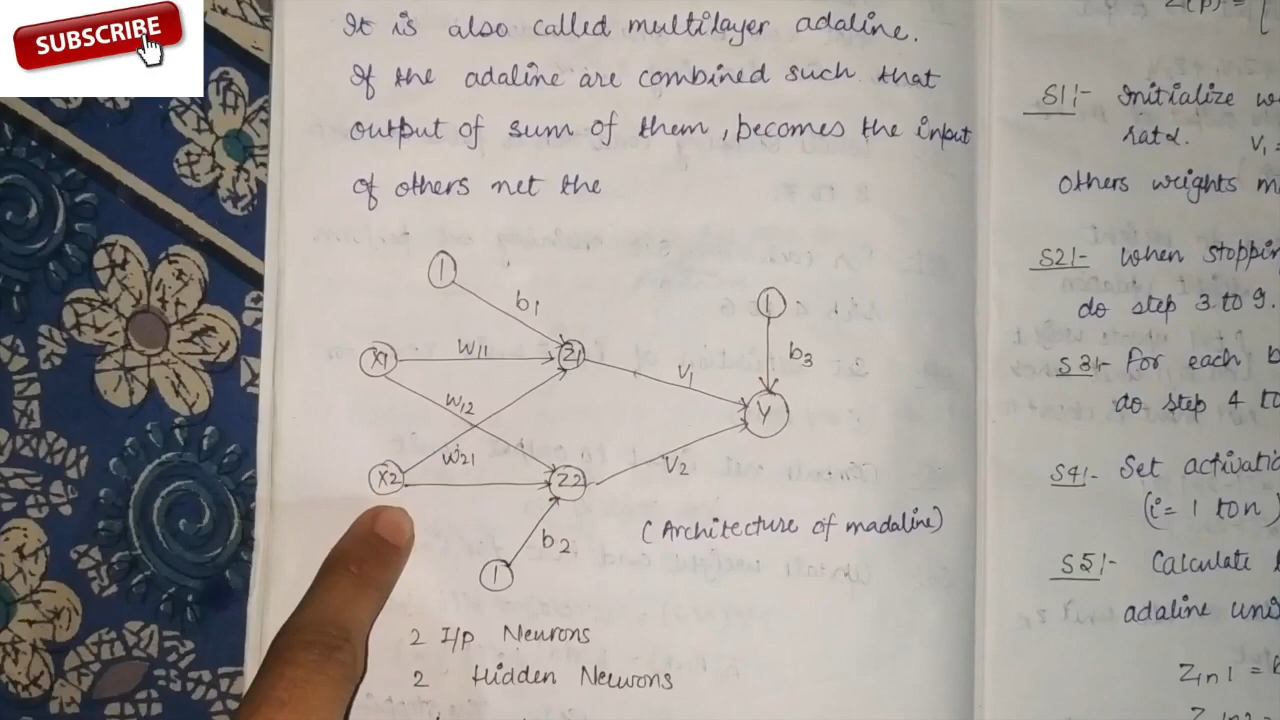 SUBSCRIBE
It is also called multilayer adaline.
If the adaline are combined such that
output of sum of them, becomes the input
of others net the
1
b1
1
X1
W11
Z1
V1
b3
W12
Y
W21
X2
Z2
V2
b2
1
(Architecture of madaline)
2 I/p Neurons
2 Hidden Neurons
Z(p) =
S1:- Initialize
rate.
V1 =
Others weights
S2:- When
do step 3 to 9.
S3:- For each
do step 4 to
S4:- Set
(i = 1 to n)
S5:- Calculate
adaline
Zin1 =